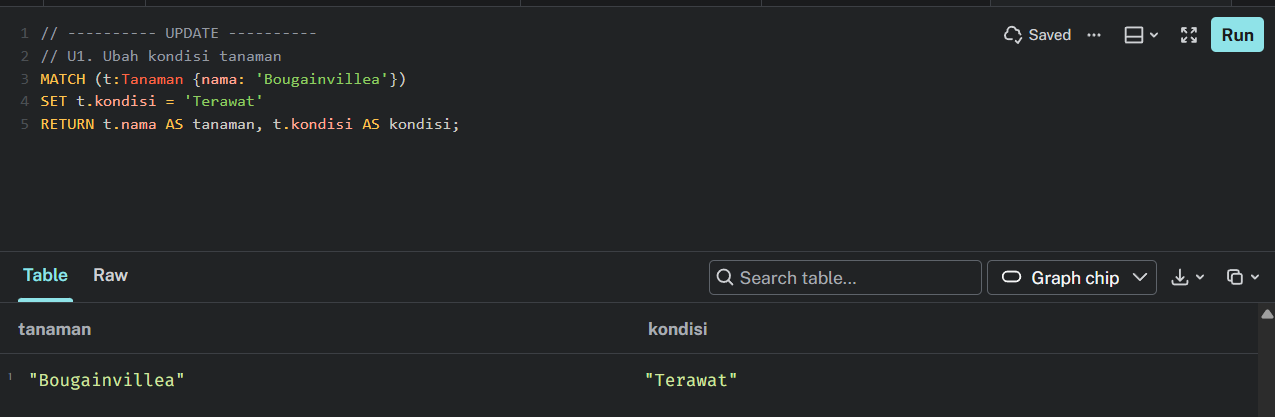 1 // ---------- UPDATE ----------
Saved
Run
2 // U1. Ubah kondisi tanaman
3 MATCH (t:Tanaman {nama: 'Bougainvillea'})
4 SET t.kondisi = 'Terawat'
5 RETURN t.nama AS tanaman, t.kondisi AS kondisi;
Table Raw
Search table...
Graph chip
tanaman kondisi
1 "Bougainvillea" "Terawat"